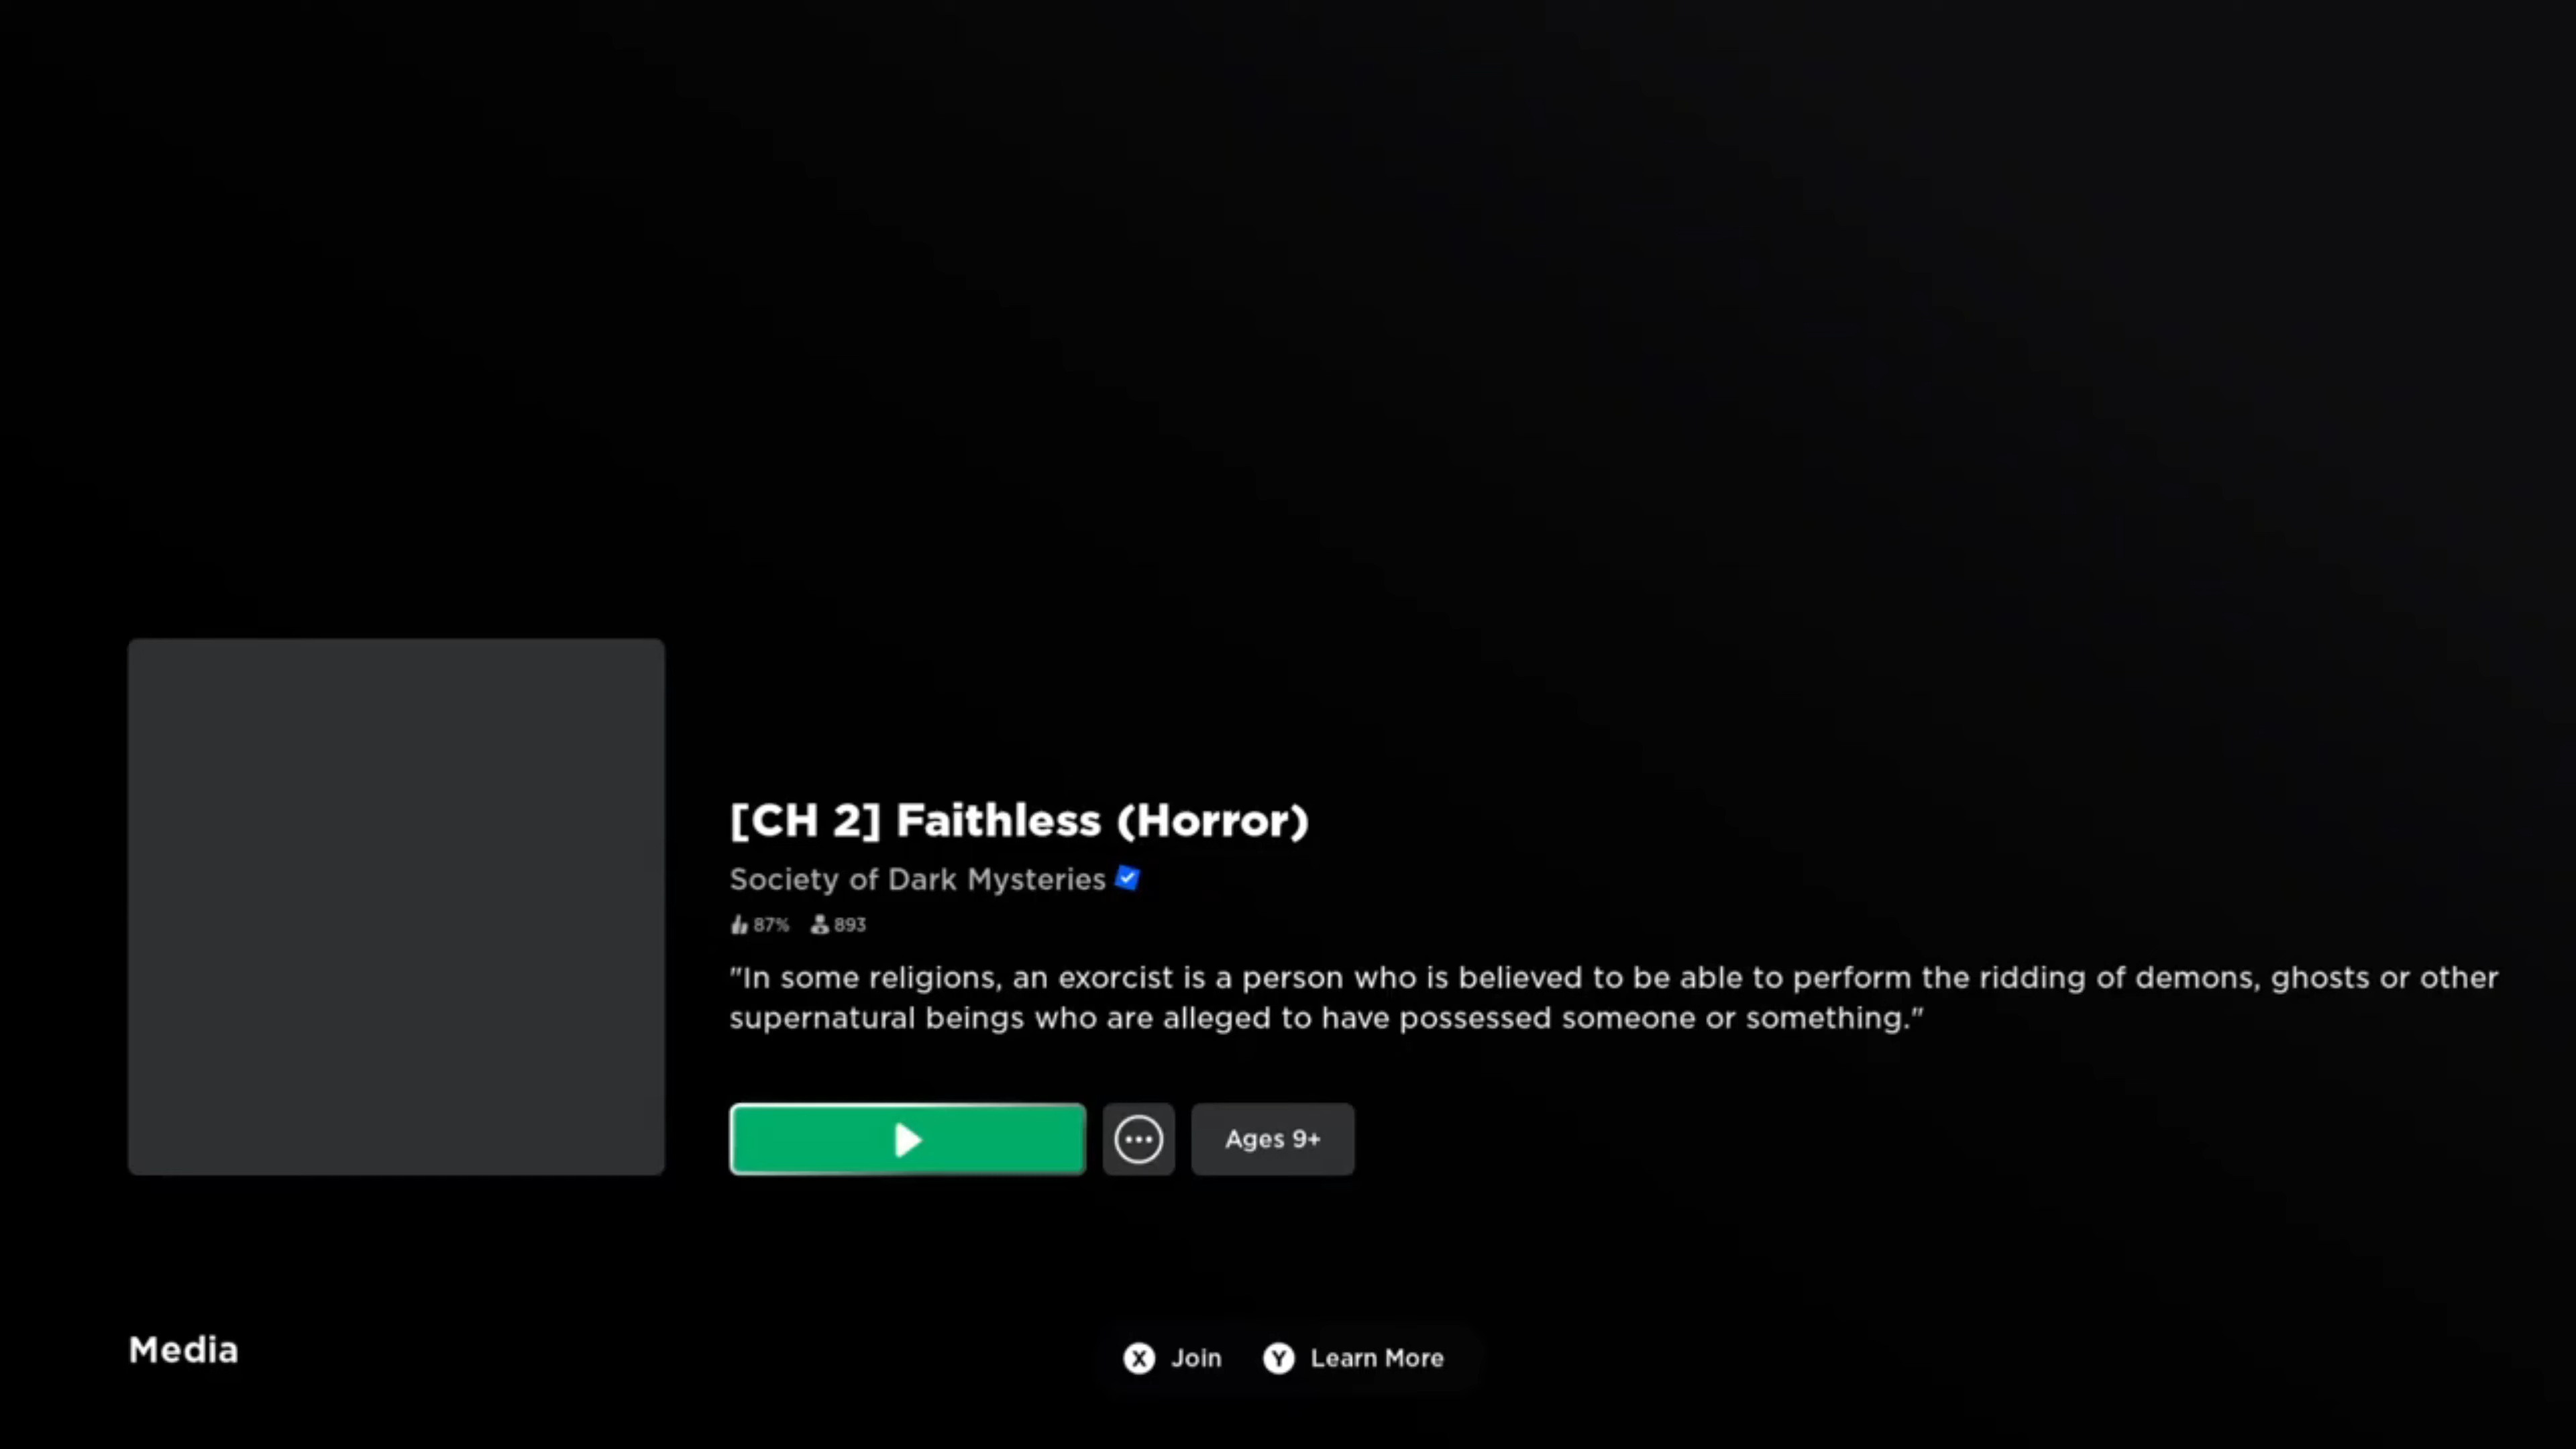 [CH 2] Faithless (Horror)
Society of Dark Mysteries
87% 893
"In some religions, an exorcist is a person who is believed to be able to perform the ridding of demons, ghosts or other
supernatural beings who are alleged to have possessed someone or something."
Ages 9+
Media
X Join Y Learn More